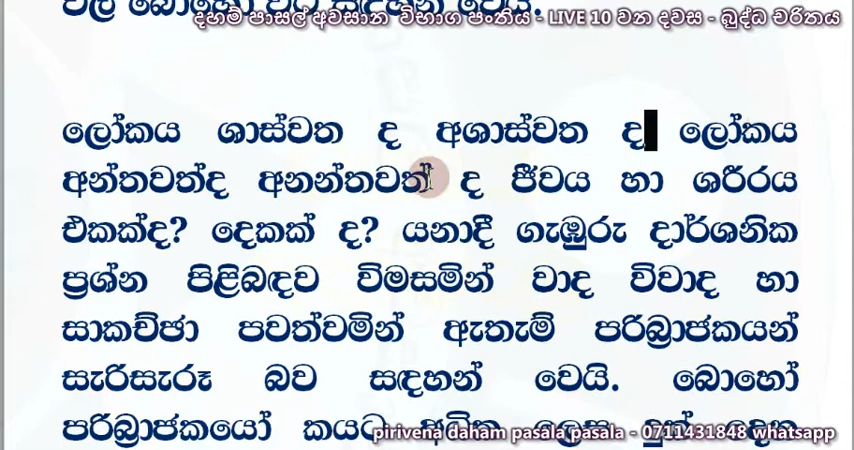 දහම් පාසල් අවසාන විභාග පංතිය - LIVE 10 වන දවස - බුද්ධ චරිතය
ලෝකය ශාස්වත ද අශාස්වත ද ලෝකය
අන්තවත්ද අනන්තවත් ද ජීවය හා ශරීරය
එකක්ද? දෙකක් ද? යනාදී ගැඹුරු දාර්ශනික
ප්‍රශ්න පිළිබඳව විමසමින් වාද විවාද හා
සාකච්ඡා පවත්වමින් ඇතැම් පරිබ්‍රාජකයන්
සැරිසැරූ බව සඳහන් වෙයි. බොහෝ
පරිබ්‍රාජකයෝ කයට
pirivena daham pasala pasala - 0711431848 whatsapp